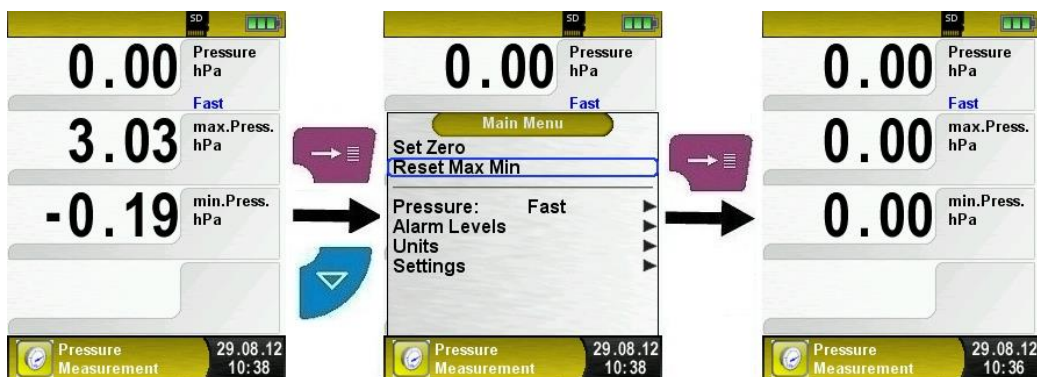 SD
0.00
Pressure
hPa
Fast
3.03
max.Press.
hPa
-0.19
min.Press.
hPa
Pressure
Measurement
29.08.12
10:38
SD
0.00
Pressure
hPa
Fast
Main Menu
Set Zero
Reset Max Min
Pressure: Fast
Alarm Levels
Units
Settings
Pressure
Measurement
29.08.12
10:38
SD
0.00
Pressure
hPa
Fast
0.00
max.Press.
hPa
0.00
min.Press.
hPa
Pressure
Measurement
29.08.12
10:36